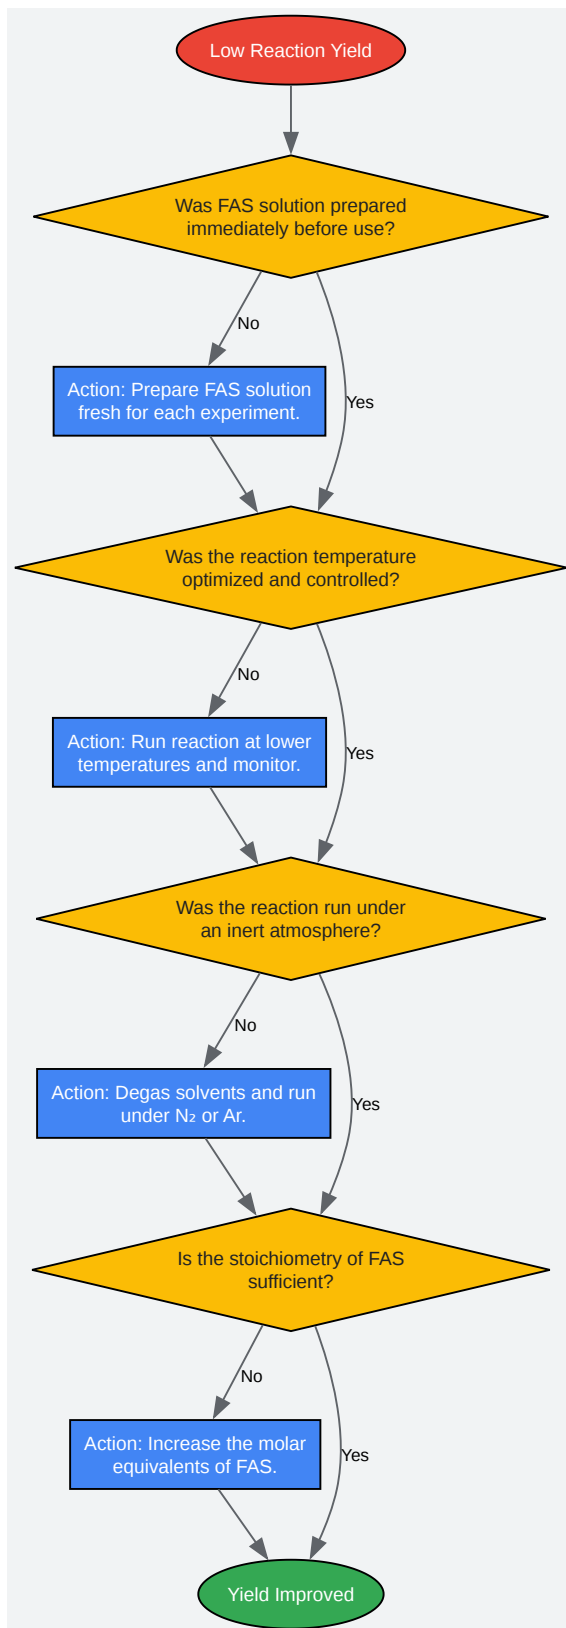 Low Reaction Yield
Was FAS solution prepared
immediately before use?
No
Action: Prepare FAS solution
fresh for each experiment.
Yes
Was the reaction temperature
optimized and controlled?
No
Action: Run reaction at lower
temperatures and monitor.
Yes
Was the reaction run under
an inert atmosphere?
No
Action: Degas solvents and run
under N₂ or Ar.
Yes
Is the stoichiometry of FAS
sufficient?
No
Action: Increase the molar
equivalents of FAS.
Yes
Yield Improved